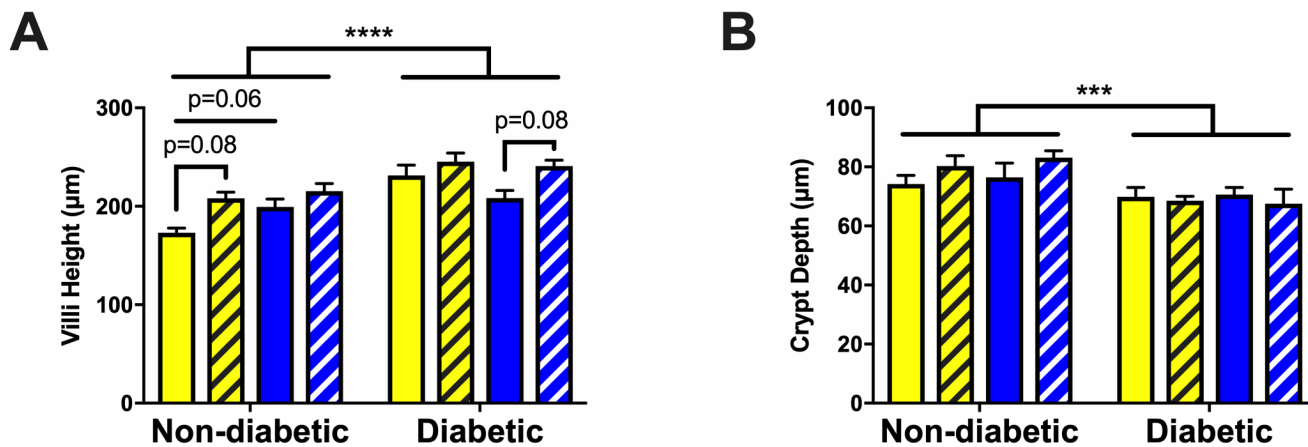 A
****
p=0.06
p=0.08
p=0.08
Villi Height (µm)
300
200
100
0
Non-diabetic
Diabetic
B
***
Crypt Depth (µm)
100
80
60
40
20
0
Non-diabetic
Diabetic